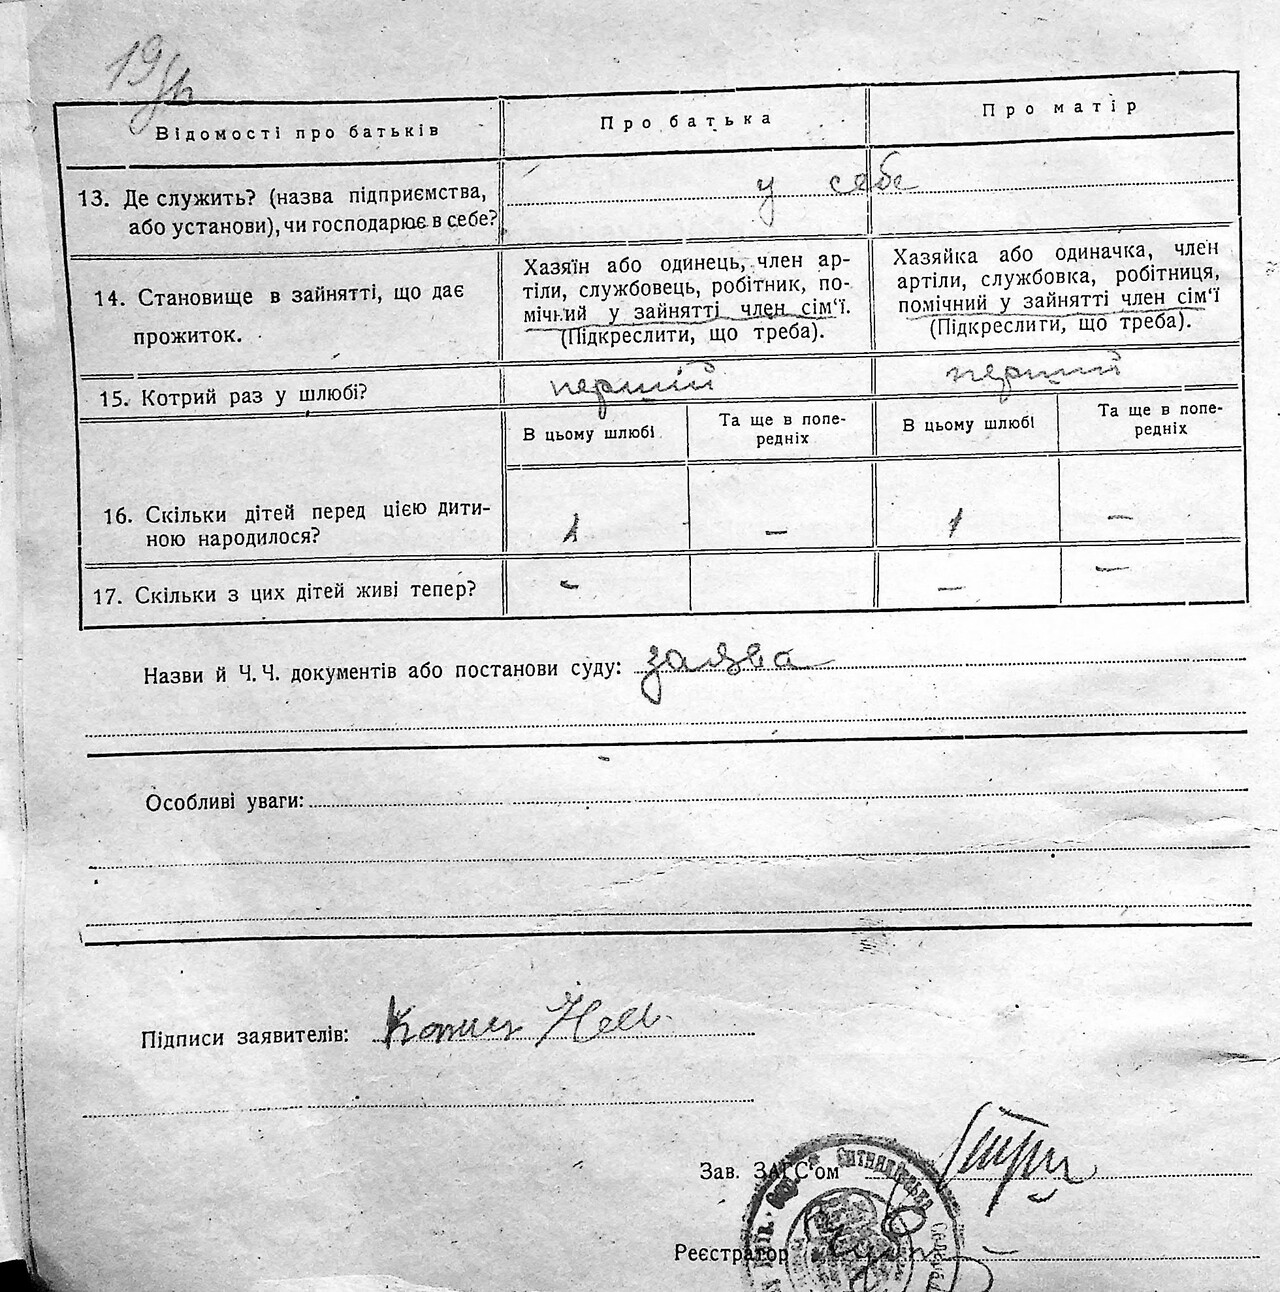 19
Відомості про батьків
Про батька
Про матір
13. Де служить? (назва підприємства,
або установи), чи господарює в себе?
у себе
14. Становище в зайнятті, що дає
прожиток.
Хазяїн або одинець, член ар-
тіли, службовець, робітник, по-
мічний у зайнятті член сім‘ї.
(Підкреслити, що треба).
Хазяйка або одиначка, член
артіли, службовка, робітниця,
помічний у зайнятті член сім‘ї
(Підкреслити, що треба).
15. Котрий раз у шлюбі?
перший
перший
В цьому шлюбі
Та ще в попе-
редніх
В цьому шлюбі
Та ще в попе-
редніх
16. Скільки дітей перед цією дити-
ною народилося?
1
–
1
–
17. Скільки з цих дітей живі тепер?
–
–
–
Назви й Ч. Ч. документів або постанови суду: заява
Особливі уваги:
Підписи заявителів:
Зав. ЗАГС‘ом
Реєстратор